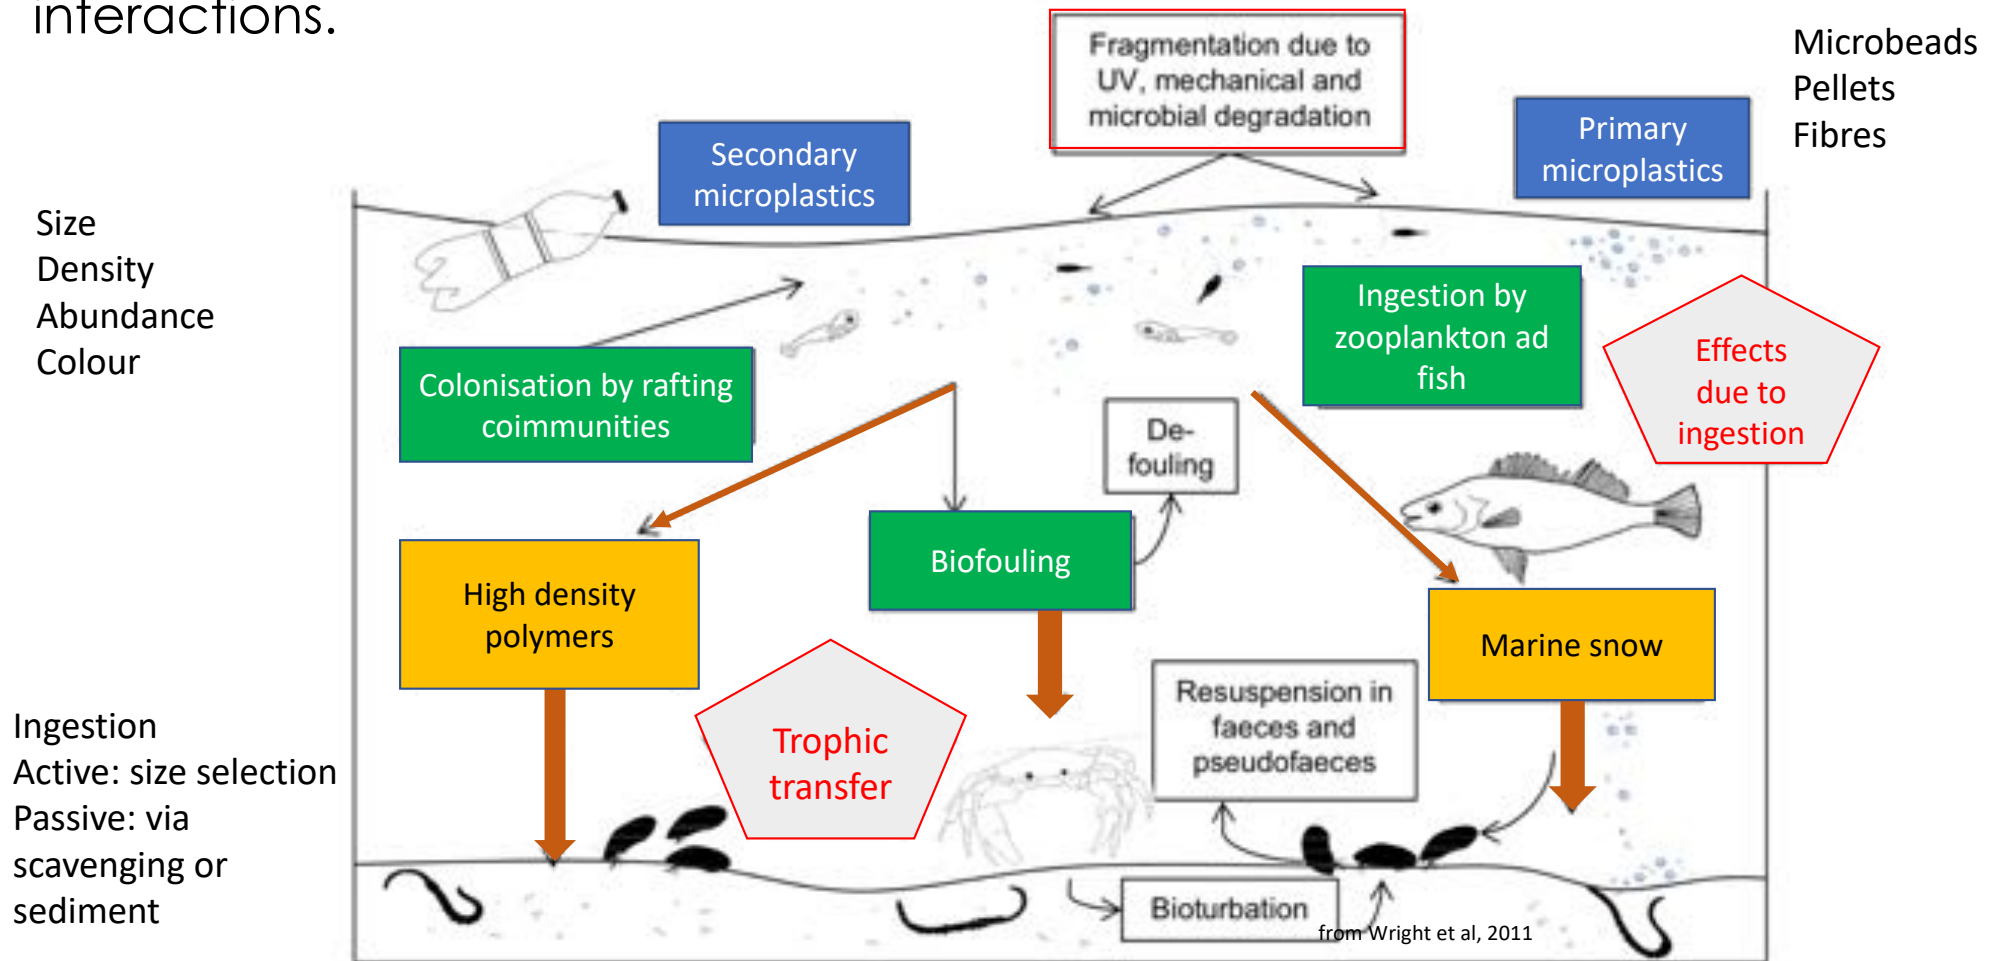 interactions.
Fragmentation due to
UV, mechanical and
microbial degradation
Microbeads
Pellets
Fibres
Secondary
microplastics
Primary
microplastics
Size
Density
Abundance
Colour
Colonisation by rafting
coimmunities
Ingestion by
zooplankton ad
fish
Effects
due to
ingestion
De-
fouling
High density
polymers
Biofouling
Marine snow
Trophic
transfer
Resuspension in
faeces and
pseudofaeces
Ingestion
Active: size selection
Passive: via
scavenging or
sediment
Bioturbation
from Wright et al, 2011